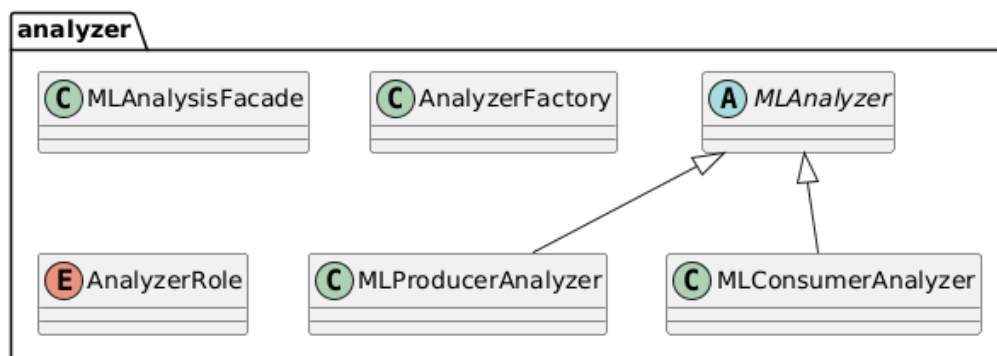 analyzer
C MLAnalysisFacade
C AnalyzerFactory
A MLAnalyzer
E AnalyzerRole
C MLProducerAnalyzer
C MLConsumerAnalyzer